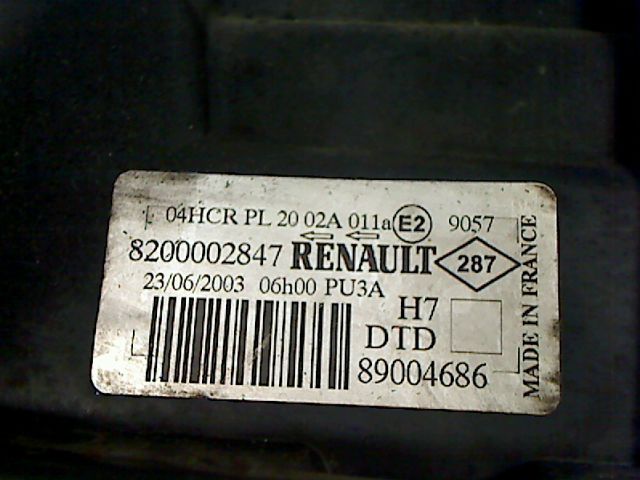 04HCR PL 20 02A 011a E2 9057
8200002847 RENAULT 287
23/06/2003 06h00 PU3A
H7
DTD
89004686
MADE IN FRANCE